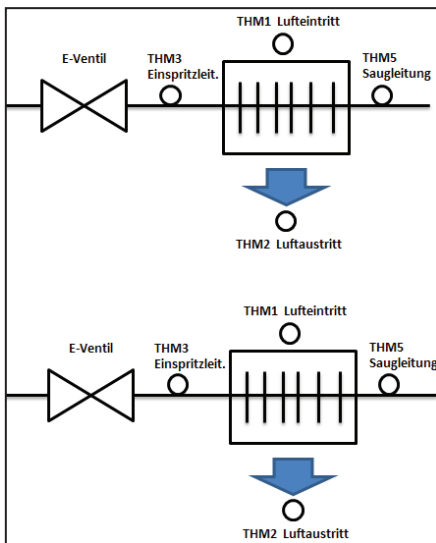 THM1 Lufteintritt
E-Ventil
THM3
Einspritzleit.
THM5
Saugleitung
THM2 Luftaustritt
THM1 Lufteintritt
E-Ventil
THM3
Einspritzleit.
THM5
Saugleitung
THM2 Luftaustritt